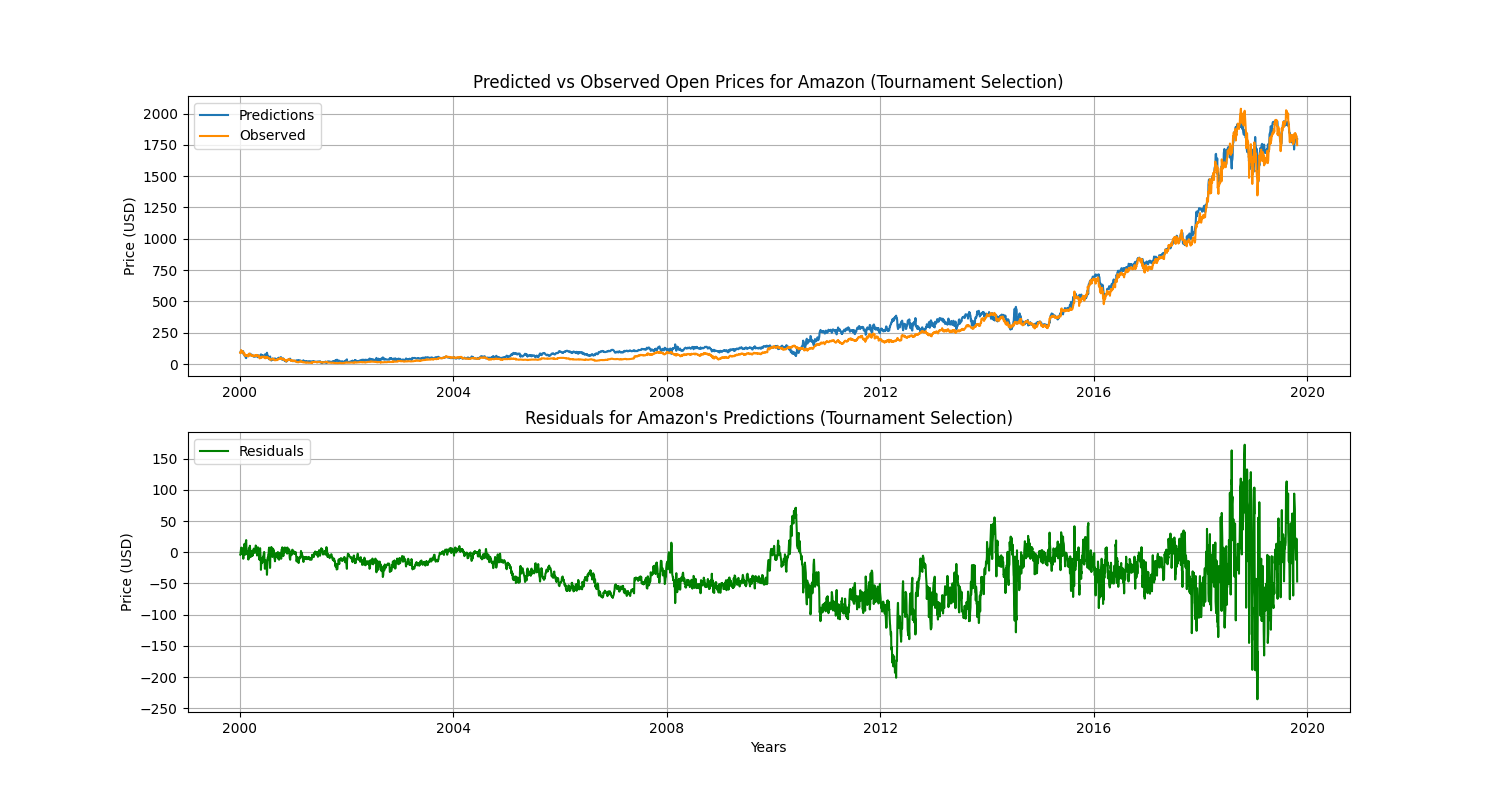 Predicted vs Observed Open Prices for Amazon (Tournament Selection)
Predictions
Observed
Price (USD)
2000
1750
1500
1250
1000
750
500
250
0
2000 2004 2008 2012 2016 2020
Residuals for Amazon's Predictions (Tournament Selection)
Residuals
Price (USD)
150
100
50
0
−50
−100
−150
−200
−250
2000 2004 2008 2012 2016 2020
Years